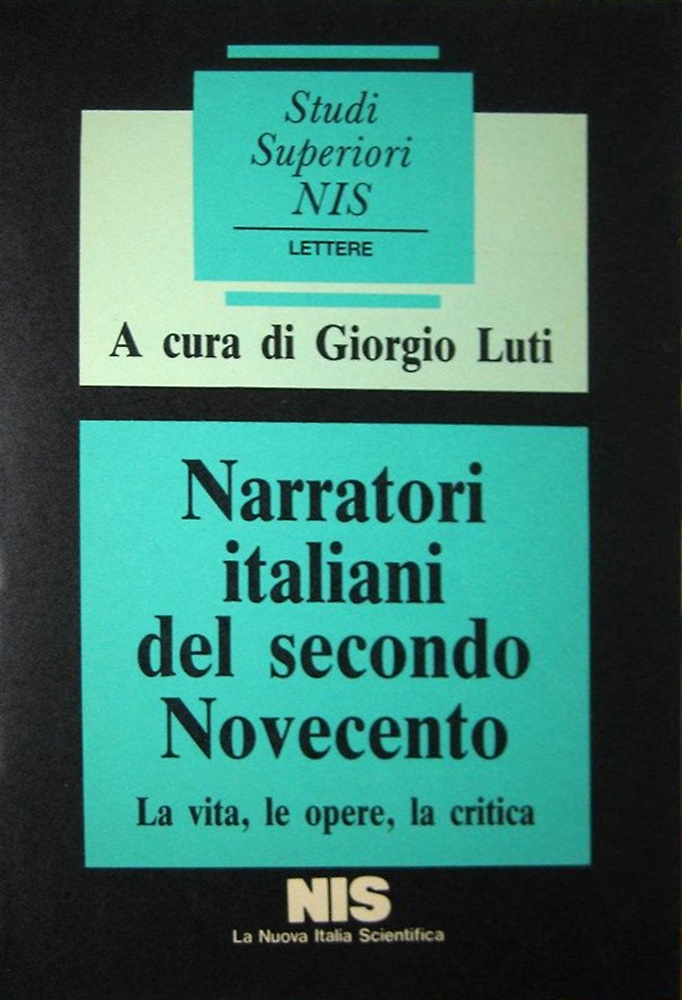 Studi
Superiori
NIS
LETTERE
A cura di Giorgio Luti
Narratori
italiani
del secondo
Novecento
La vita, le opere, la critica
NIS
La Nuova Italia Scientifica